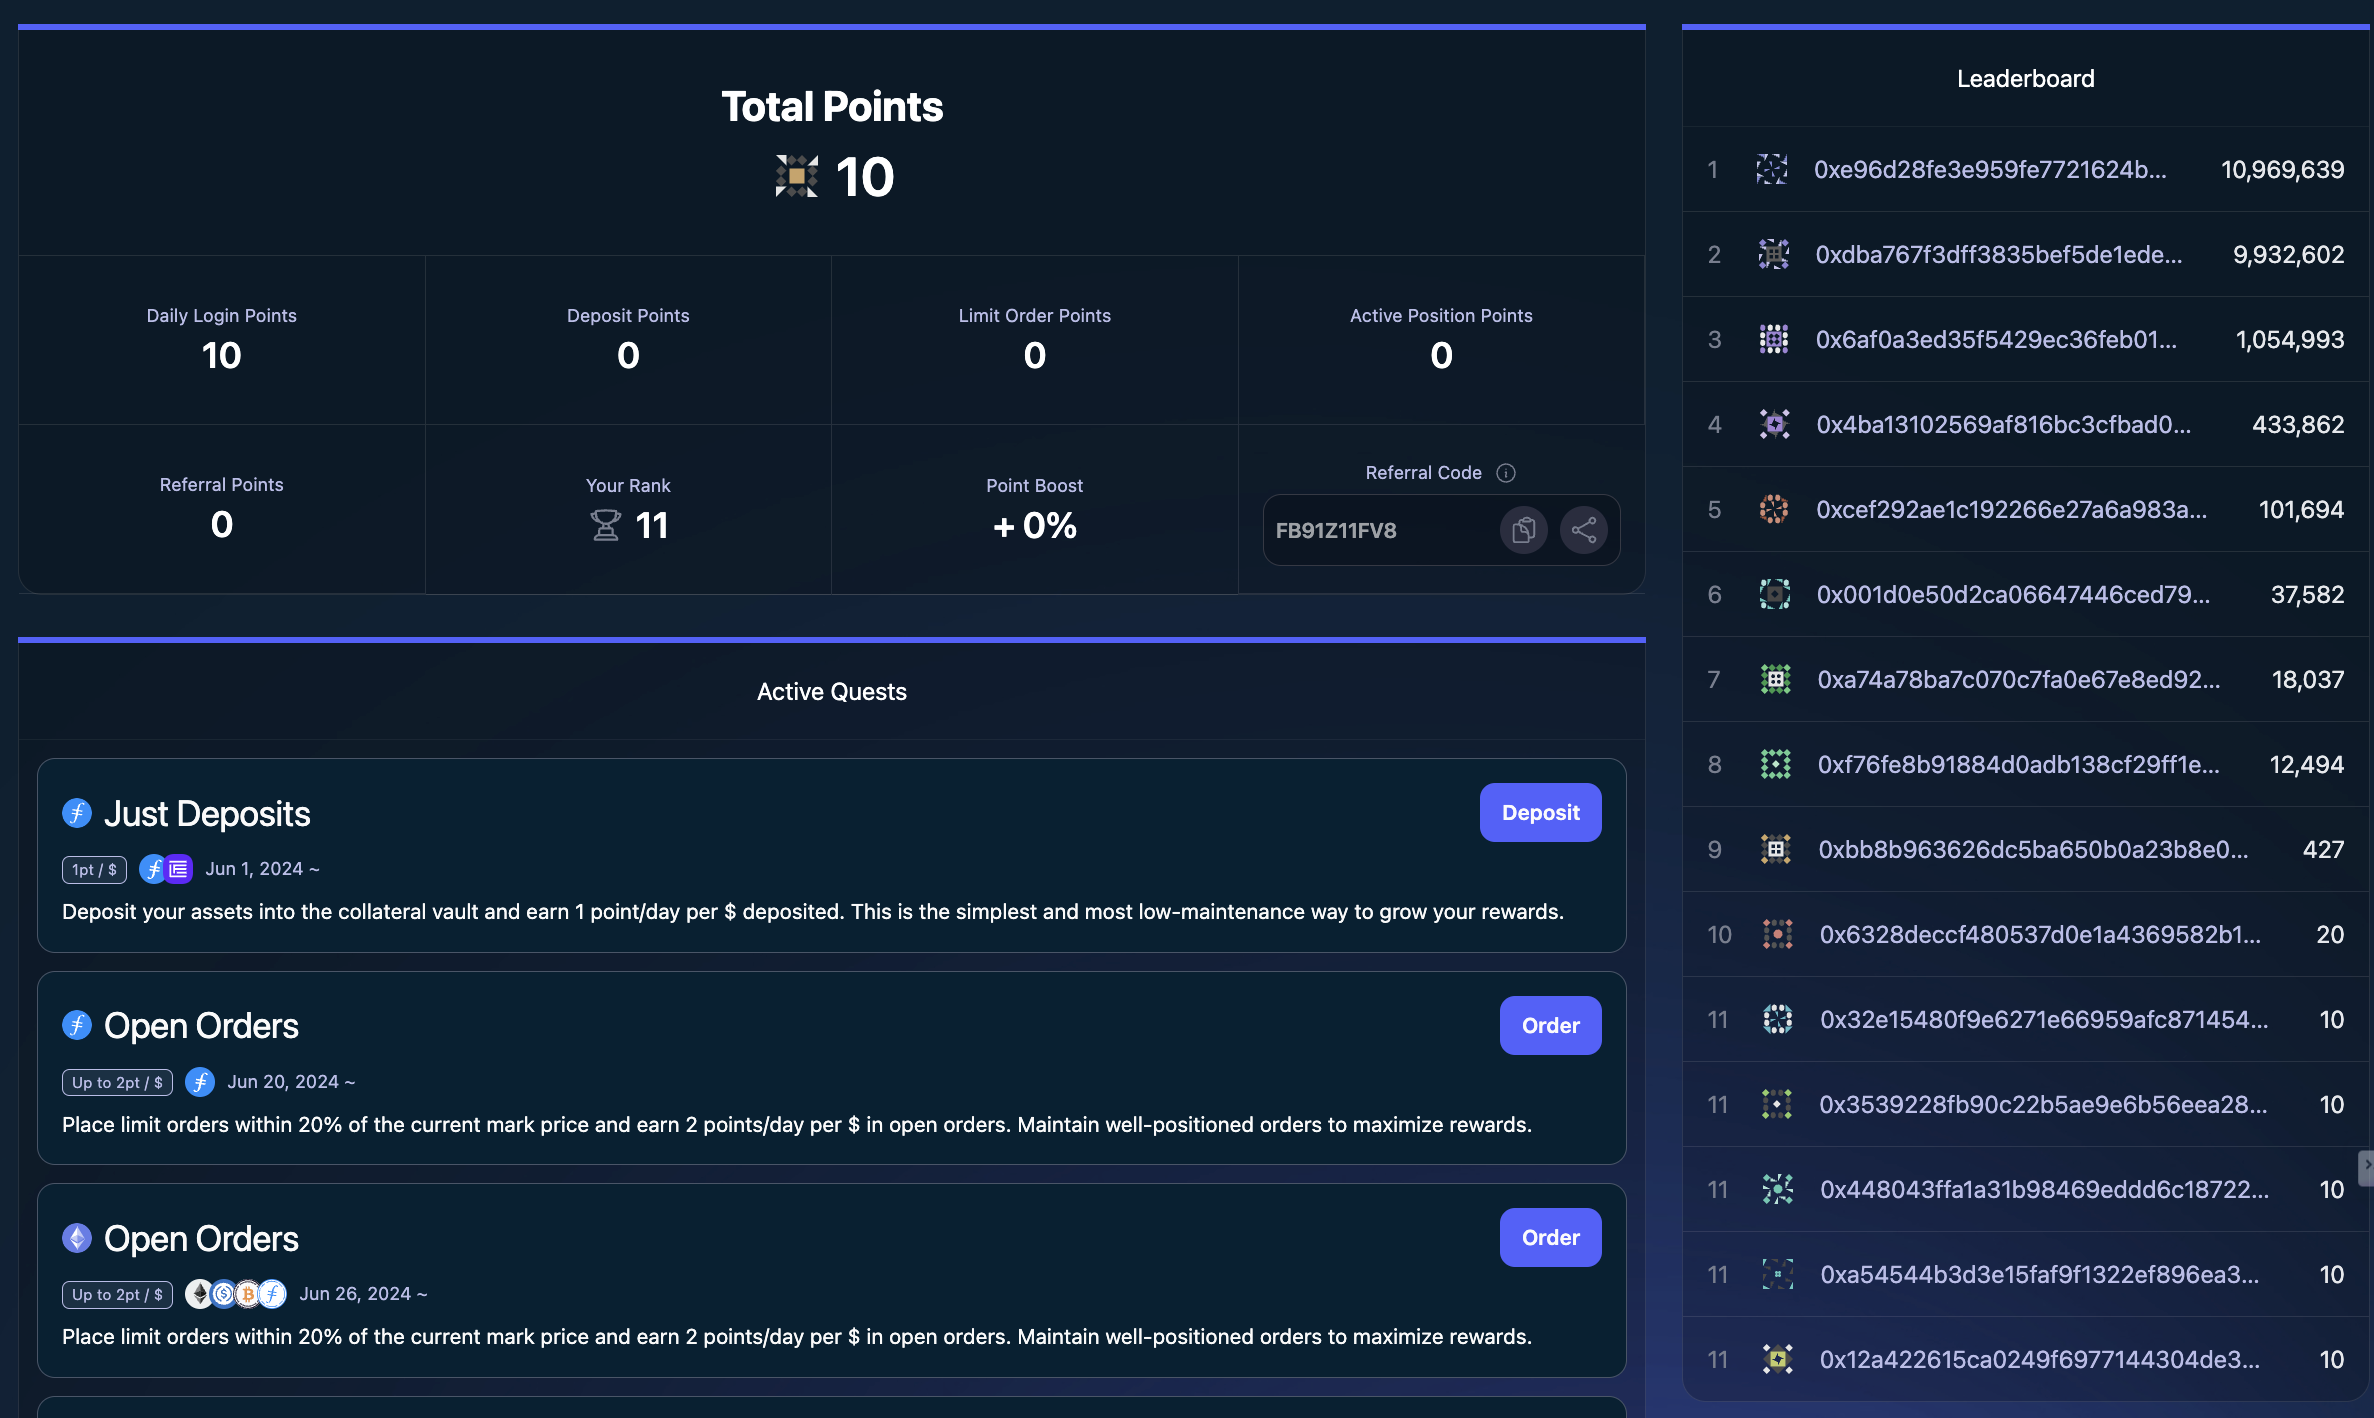 Total Points
10
Daily Login Points
10
Deposit Points
0
Limit Order Points
0
Active Position Points
0
Referral Points
0
Your Rank
11
Point Boost
+ 0%
Referral Code
FB91Z11FV8
Active Quests
Just Deposits
Deposit
1pt / $
Jun 1, 2024 ~
Deposit your assets into the collateral vault and earn 1 point/day per $ deposited. This is the simplest and most low-maintenance way to grow your rewards.
Open Orders
Order
Up to 2pt / $
Jun 20, 2024 ~
Place limit orders within 20% of the current mark price and earn 2 points/day per $ in open orders. Maintain well-positioned orders to maximize rewards.
Open Orders
Order
Up to 2pt / $
Jun 26, 2024 ~
Place limit orders within 20% of the current mark price and earn 2 points/day per $ in open orders. Maintain well-positioned orders to maximize rewards.
Leaderboard
1 0xe96d28fe3e959fe7721624b... 10,969,639
2 0xdba767f3dff3835bef5de1ede... 9,932,602
3 0x6af0a3ed35f5429ec36feb01... 1,054,993
4 0x4ba13102569af816bc3cfbad0... 433,862
5 0xcef292ae1c192266e27a6a983a... 101,694
6 0x001d0e50d2ca06647446ced79... 37,582
7 0xa74a78ba7c070c7fa0e67e8ed92... 18,037
8 0xf76fe8b91884d0adb138cf29ff1e... 12,494
9 0xbb8b963626dc5ba650b0a23b8e0... 427
10 0x6328deccf480537d0e1a4369582b1... 20
11 0x32e15480f9e6271e66959afc871454... 10
11 0x3539228fb90c22b5ae9e6b56eea28... 10
11 0x448043ffa1a31b98469eddd6c18722... 10
11 0xa54544b3d3e15faf9f1322ef896ea3... 10
11 0x12a422615ca0249f6977144304de3... 10